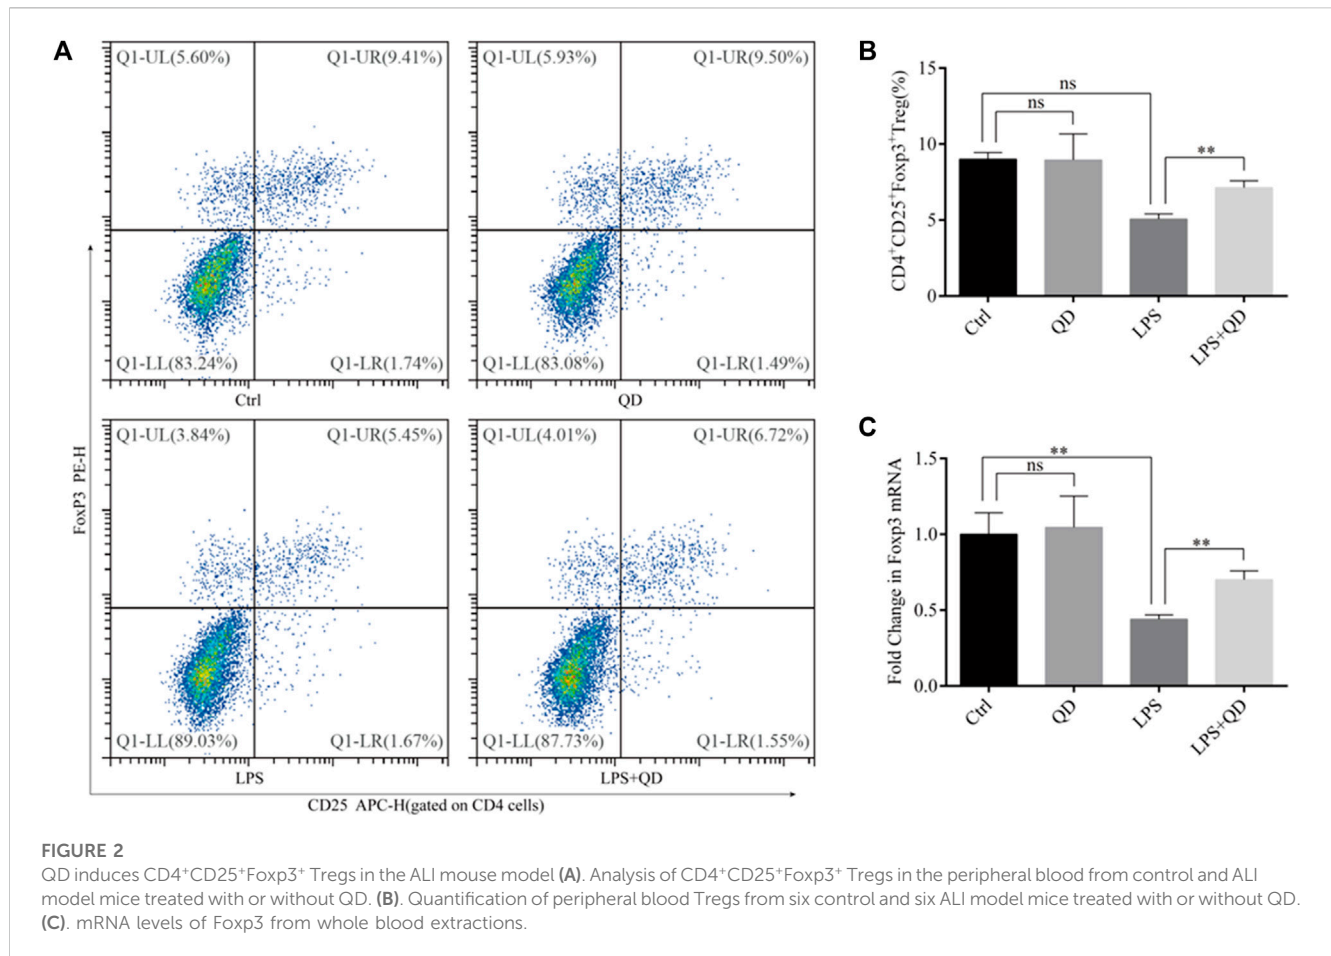 A
Q1-UL(5.60%) Q1-UR(9.41%)
Q1-LL(83.24%) Q1-LR(1.74%)
Ctrl
Q1-UL(5.93%) Q1-UR(9.50%)
Q1-LL(83.08%) Q1-LR(1.49%)
QD
Q1-UL(3.84%) Q1-UR(5.45%)
Q1-LL(89.03%) Q1-LR(1.67%)
LPS
Q1-UL(4.01%) Q1-UR(6.72%)
Q1-LL(87.73%) Q1-LR(1.55%)
LPS+QD
FoxP3 PE-H
CD25 APC-H(gated on CD4 cells)
B
CD4⁺CD25⁺Foxp3⁺Treg(%)
15
10
5
0
ns
ns
**
Ctrl
QD
LPS
LPS+QD
C
Fold Change in Foxp3 mRNA
1.5
1.0
0.5
0.0
**
ns
**
Ctrl
QD
LPS
LPS+QD
FIGURE 2
QD induces CD4⁺CD25⁺Foxp3⁺ Tregs in the ALI mouse model (A). Analysis of CD4⁺CD25⁺Foxp3⁺ Tregs in the peripheral blood from control and ALI
model mice treated with or without QD. (B). Quantification of peripheral blood Tregs from six control and six ALI model mice treated with or without QD.
(C). mRNA levels of Foxp3 from whole blood extractions.